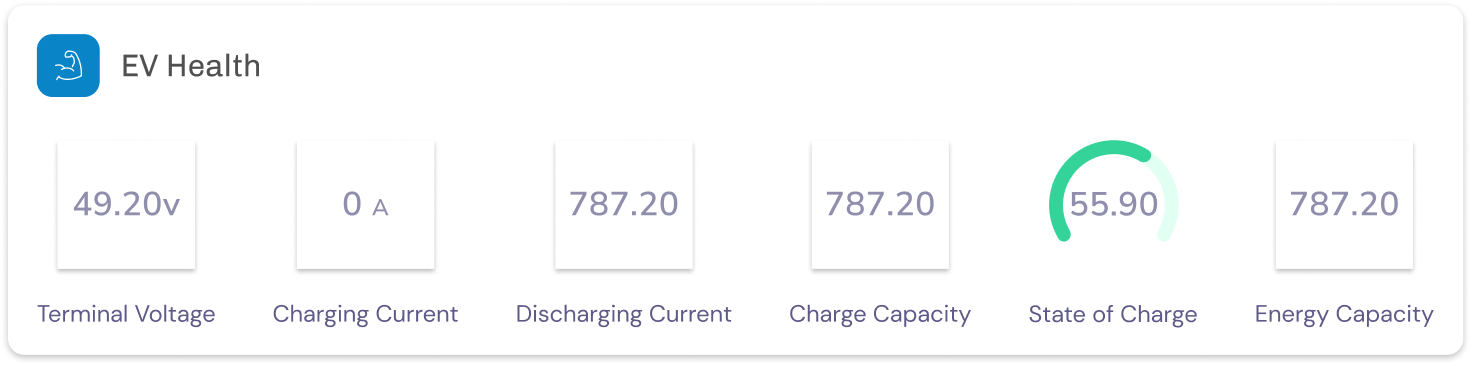 EV Health
49.20v
0 A
787.20
787.20
55.90
787.20
Terminal Voltage
Charging Current
Discharging Current
Charge Capacity
State of Charge
Energy Capacity